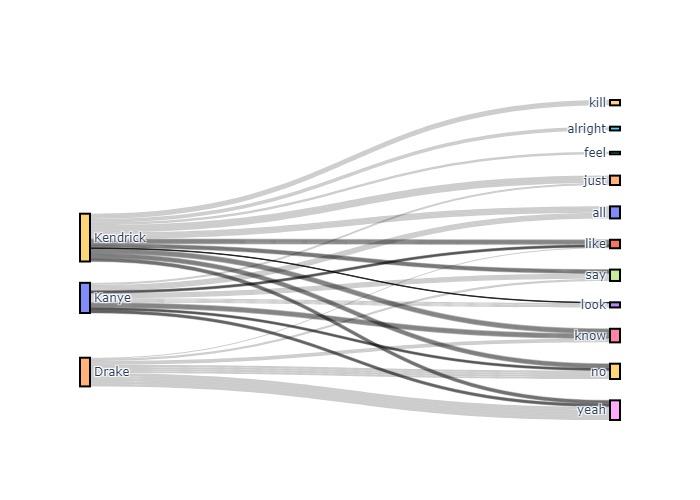 Kendrick
Kanye
Drake
kill
alright
feel
just
all
like
say
look
know
no
yeah